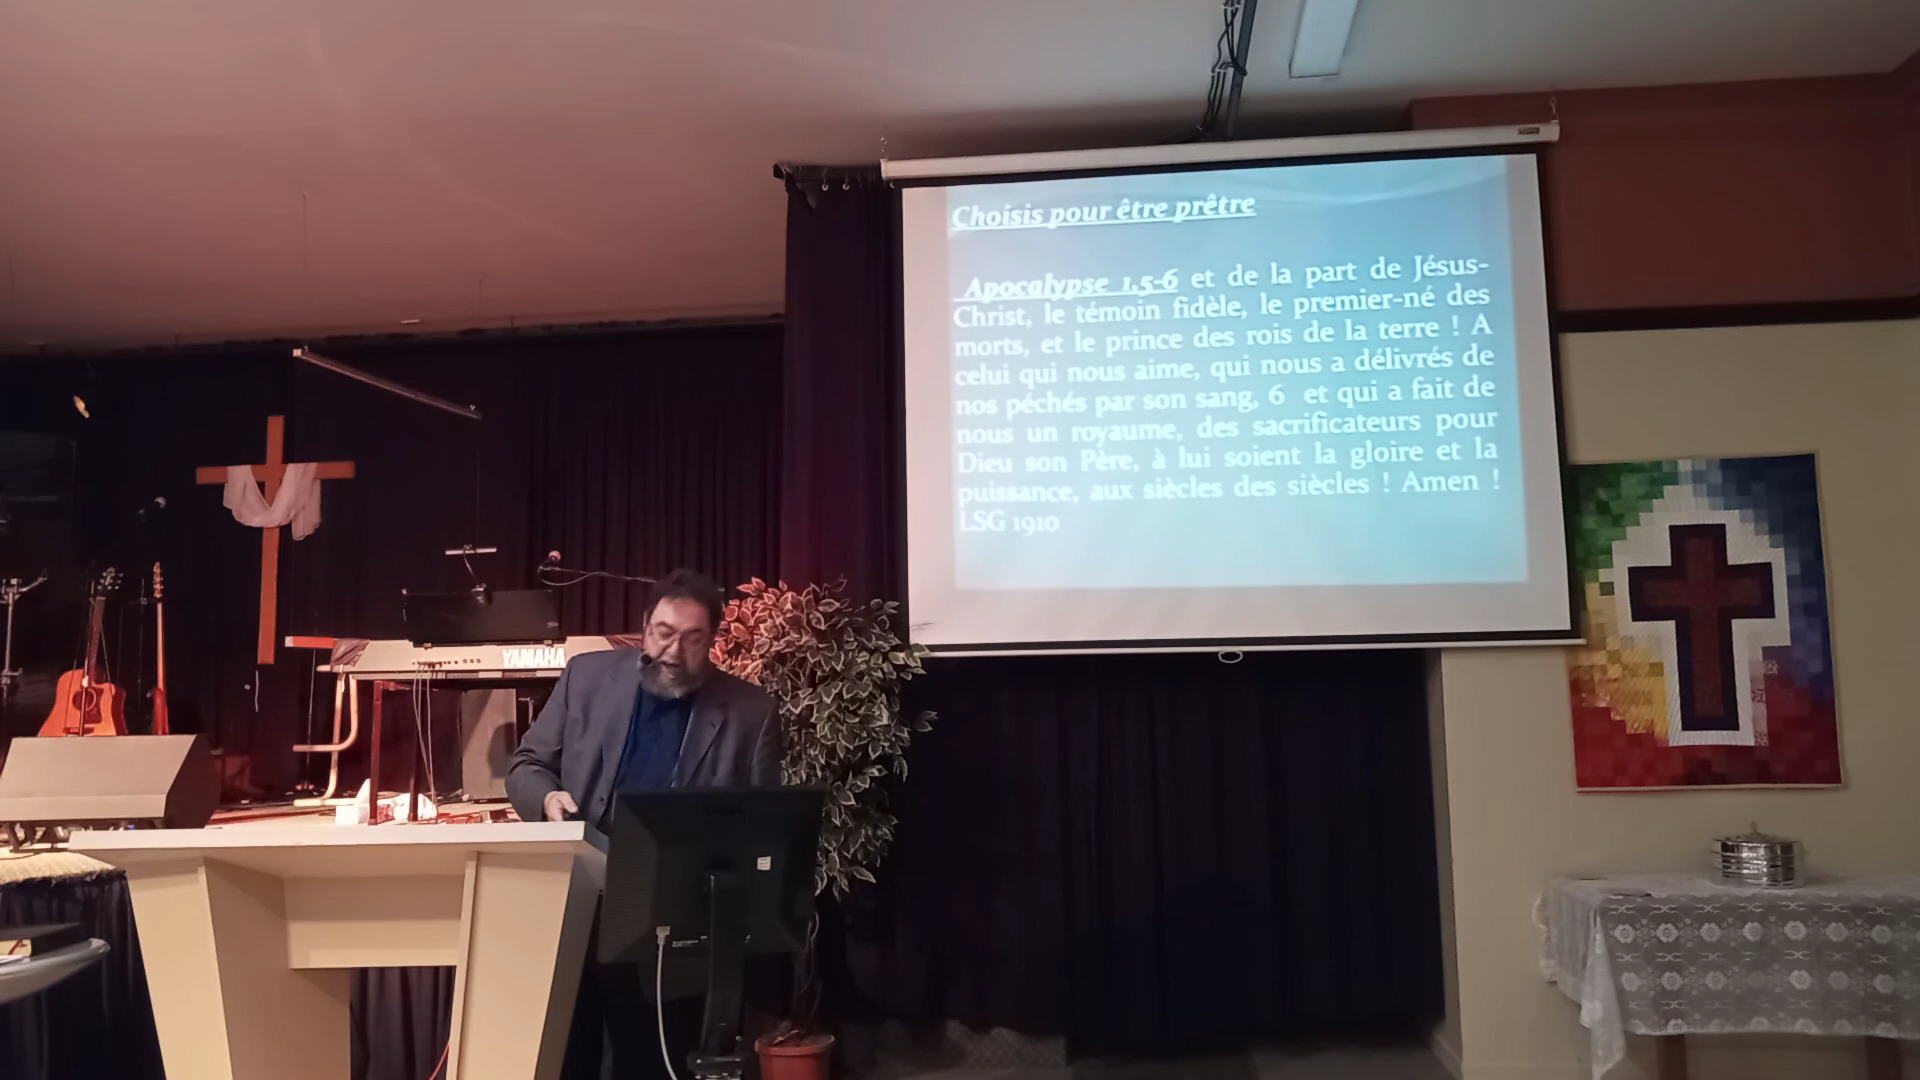 Choisis pour être prêtre
Apocalypse 1.5-6 et de la part de Jésus-
Christ, le témoin fidèle, le premier-né des
morts, et le prince des rois de la terre ! A
celui qui nous aime, qui nous a délivrés de
nos péchés par son sang, 6 et qui a fait de
nous un royaume, des sacrificateurs pour
Dieu son Père, à lui soient la gloire et la
puissance, aux siècles des siècles ! Amen !
LSG 1910
YAMAHA